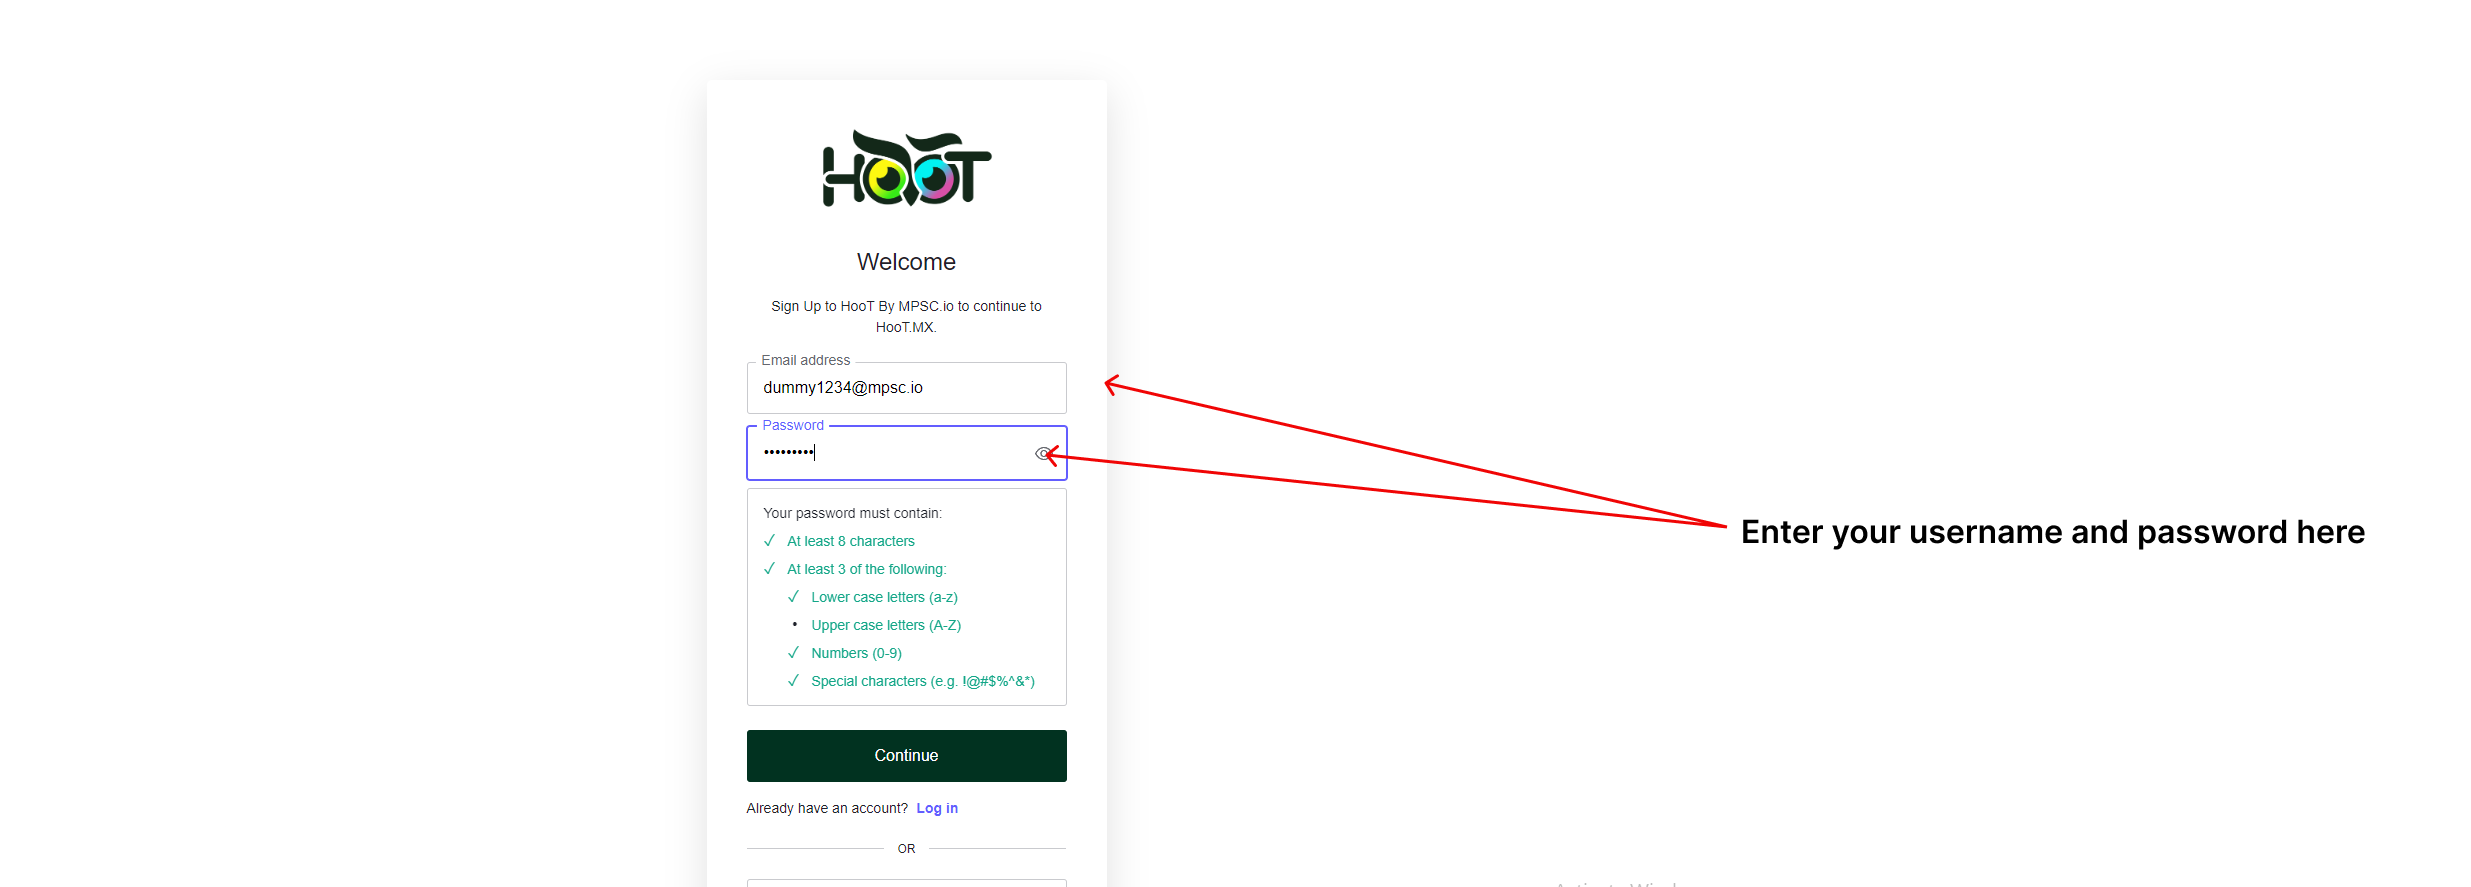 HOOT
Welcome
Sign Up to HooT By MPSC.io to continue to
HooT.MX.
Email address
dummy1234@mpsc.io
Password
•••••••••
Your password must contain:
✓ At least 8 characters
✓ At least 3 of the following:
✓ Lower case letters (a-z)
• Upper case letters (A-Z)
✓ Numbers (0-9)
✓ Special characters (e.g. !@#$%^&*)
Continue
Already have an account? Log in
OR
Enter your username and password here